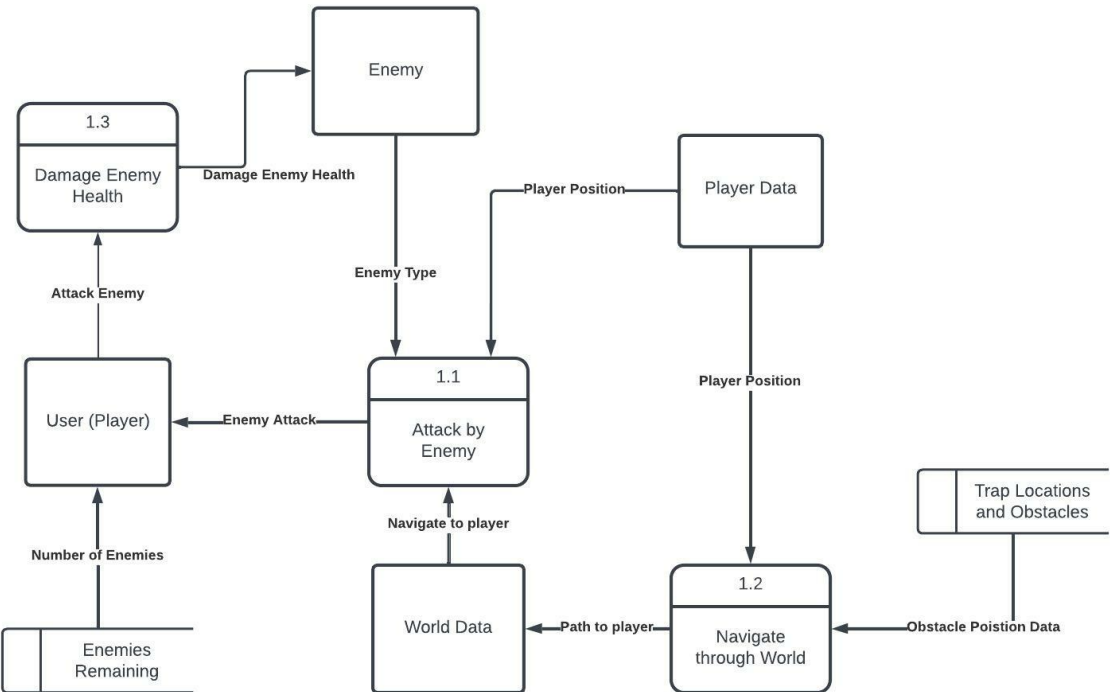 Enemy
1.3
Damage Enemy
Health
Damage Enemy Health
Player Position
Player Data
Enemy Type
Attack Enemy
1.1
Attack by
Enemy
Player Position
User (Player)
Enemy Attack
Trap Locations
and Obstacles
Navigate to player
Number of Enemies
1.2
Navigate
through World
World Data
Path to player
Obstacle Poistion Data
Enemies
Remaining